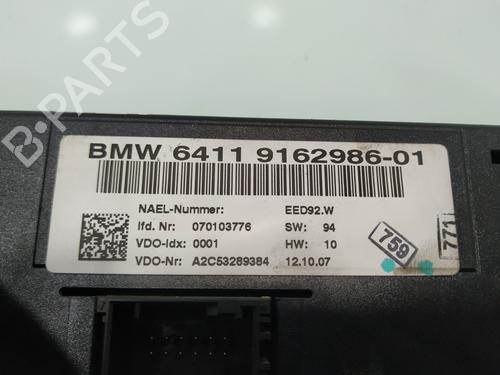 BMW 6411 9162986-01
NAEL-Nummer: EED92.W
lfd. Nr: 070103776 SW: 94
VDO-Idx: 0001 HW: 10
VDO-Nr: A2C53289384 12.10.07
759
771
B-PARTS